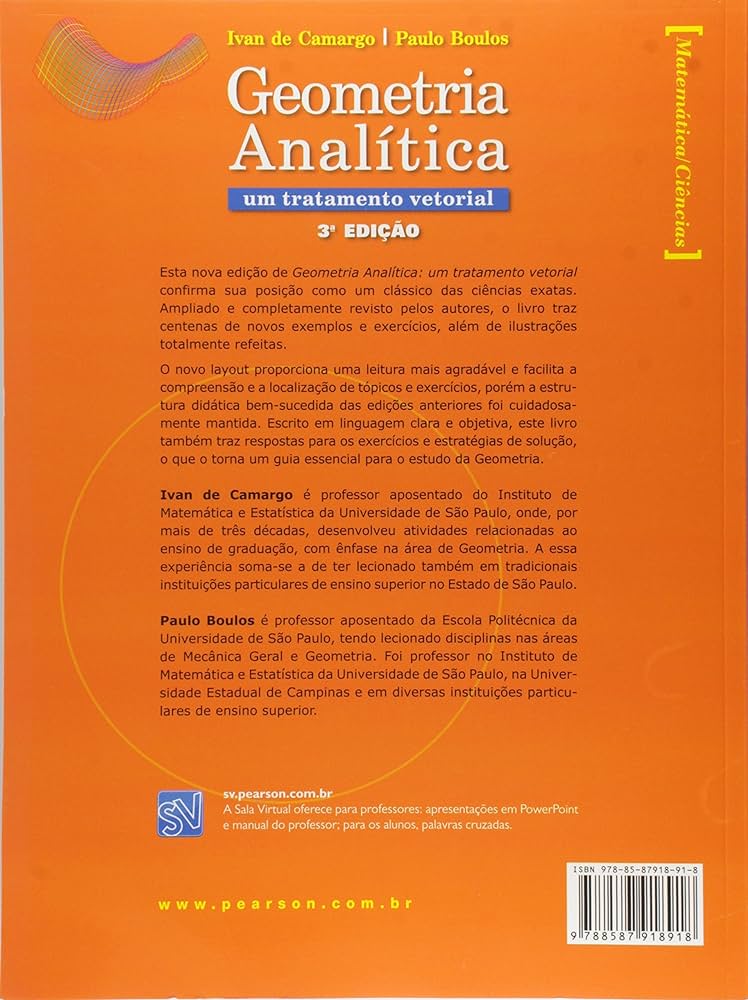 Ivan de Camargo | Paulo Boulos
Geometria
Analítica
um tratamento vetorial
3ª EDIÇÃO
[Matemática/Ciências]
Esta nova edição de Geometria Analítica: um tratamento vetorial
confirma sua posição como um clássico das ciências exatas.
Ampliado e completamente revisto pelos autores, o livro traz
centenas de novos exemplos e exercícios, além de ilustrações
totalmente refeitas.
O novo layout proporciona uma leitura mais agradável e facilita a
compreensão e a localização de tópicos e exercícios, porém a estru-
tura didática bem-sucedida das edições anteriores foi cuidadosa-
mente mantida. Escrito em linguagem clara e objetiva, este livro
também traz respostas para os exercícios e estratégias de solução,
o que o torna um guia essencial para o estudo da Geometria.
Ivan de Camargo é professor aposentado do Instituto de
Matemática e Estatística da Universidade de São Paulo, onde, por
mais de três décadas, desenvolveu atividades relacionadas ao
ensino de graduação, com ênfase na área de Geometria. A essa
experiência soma-se a de ter lecionado também em tradicionais
instituições particulares de ensino superior no Estado de São Paulo.
Paulo Boulos é professor aposentado da Escola Politécnica da
Universidade de São Paulo, tendo lecionado disciplinas nas áreas
de Mecânica Geral e Geometria. Foi professor no Instituto de
Matemática e Estatística da Universidade de São Paulo, na Univer-
sidade Estadual de Campinas e em diversas instituições particu-
lares de ensino superior.
SV
sv.pearson.com.br
A Sala Virtual oferece para professores: apresentações em PowerPoint
e manual do professor; para os alunos, palavras cruzadas.
www.pearson.com.br
ISBN 978-85-87918-91-8
9 788587 918918